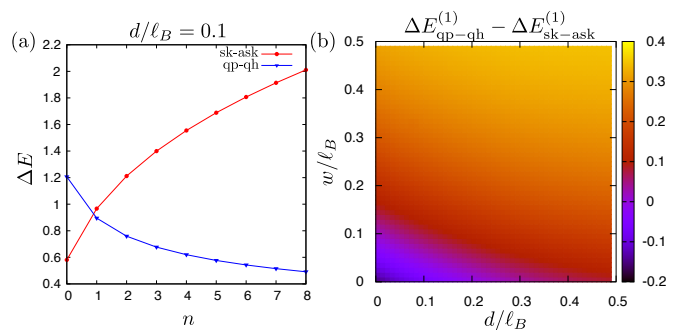 (a)
d/ℓ_B = 0.1
sk-ask
qp-qh
2.2
2
1.8
1.6
1.4
1.2
1
0.8
0.6
0.4
ΔE
0 1 2 3 4 5 6 7 8
n
(b)
ΔE^{(1)}_{qp−qh} − ΔE^{(1)}_{sk−ask}
0.5
0.4
0.3
0.2
0.1
0
w/ℓ_B
0.0 0.1 0.2 0.3 0.4 0.5
d/ℓ_B
0.4
0.3
0.2
0.1
0
-0.1
-0.2